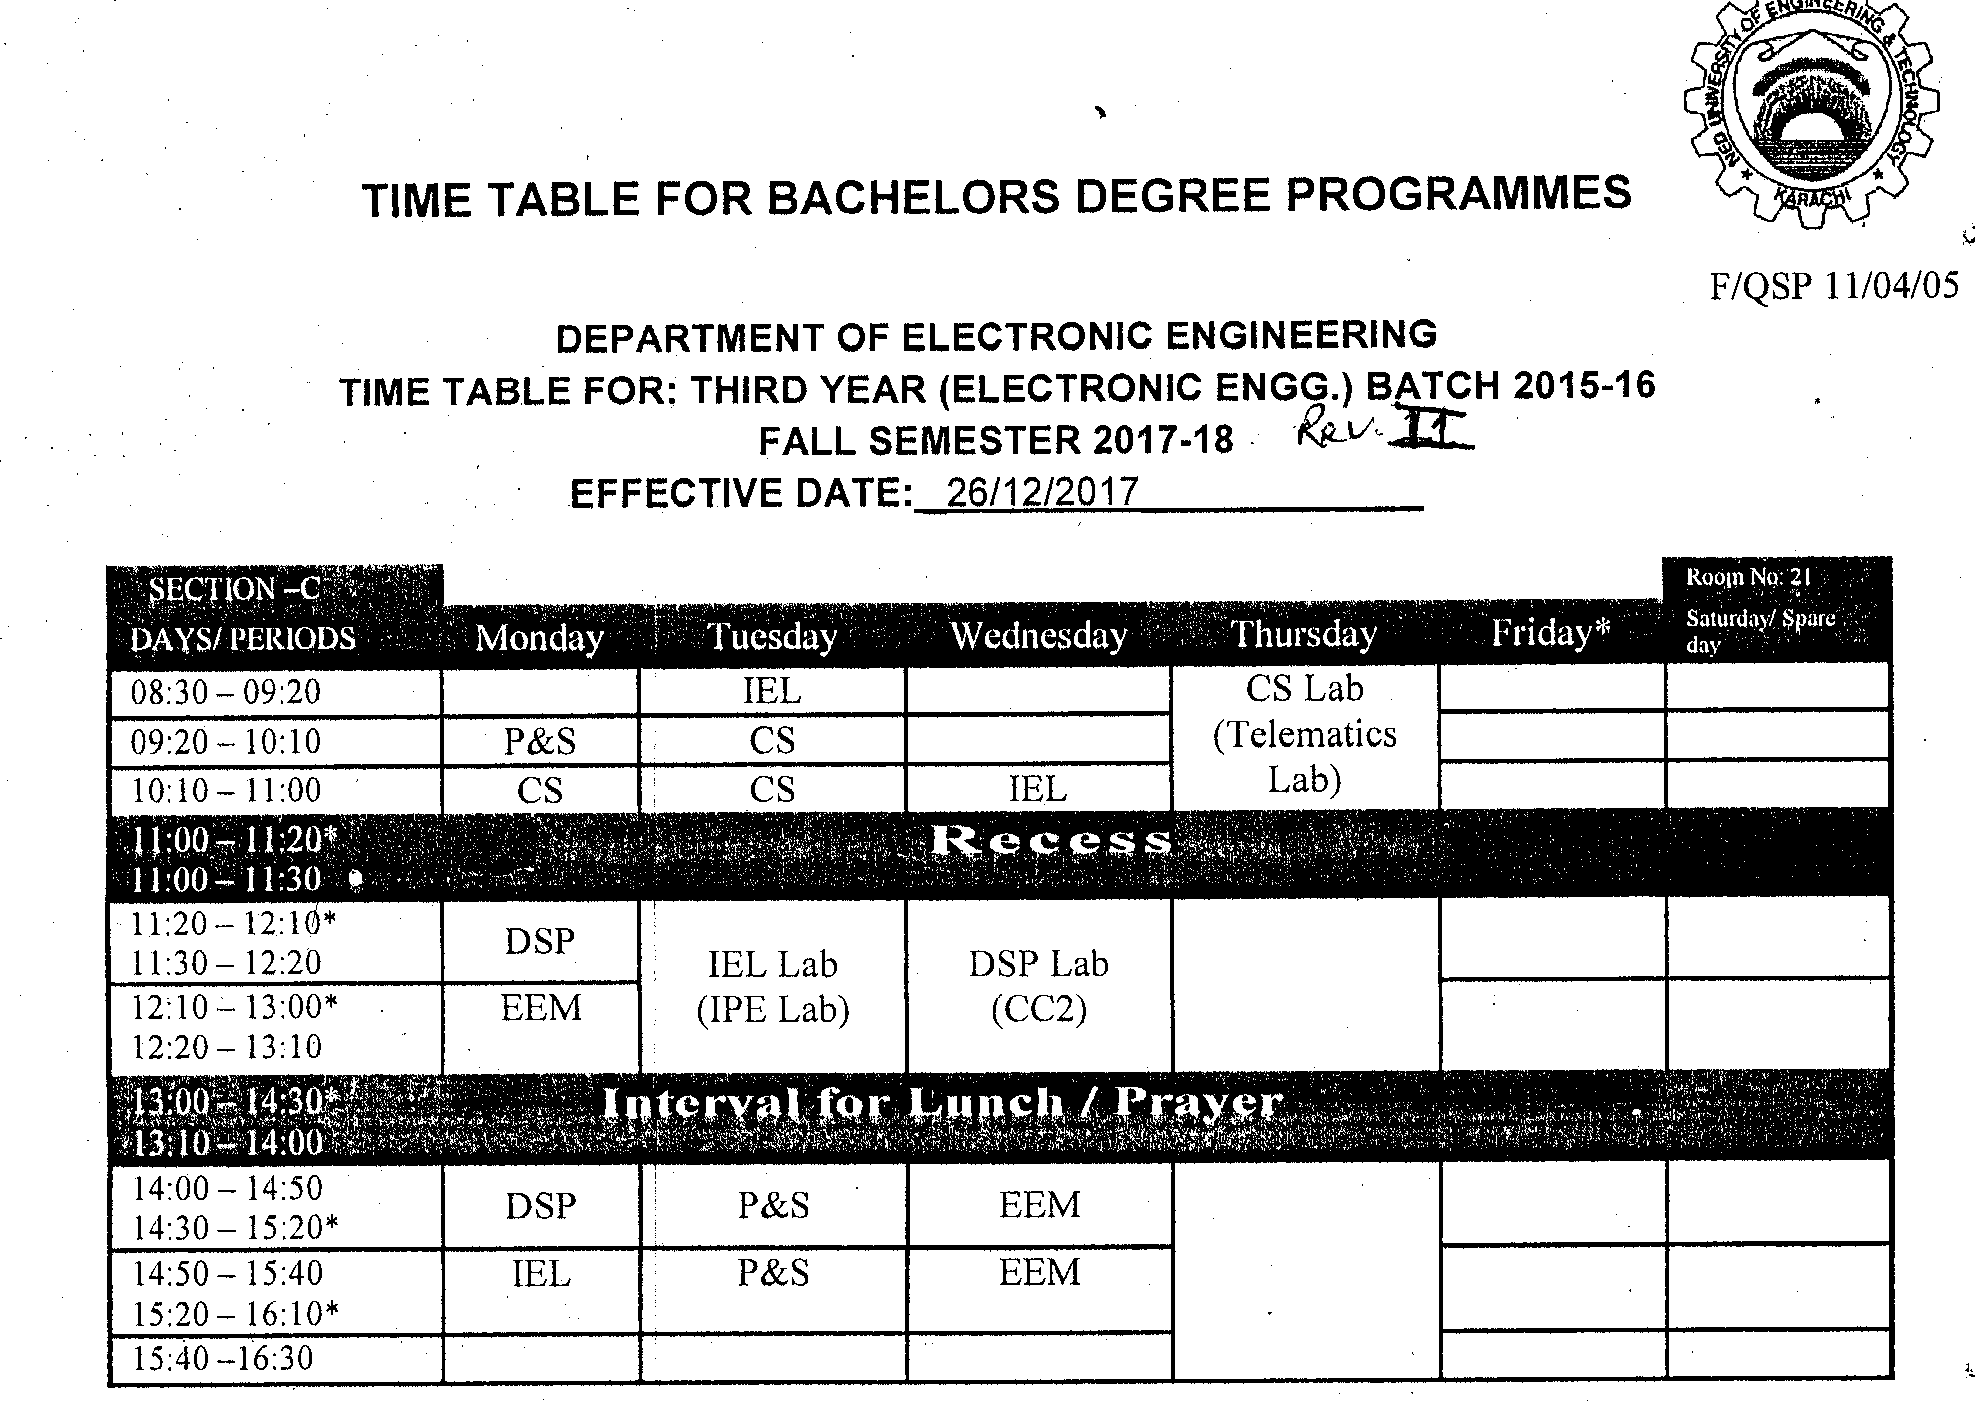 NED UNIVERSITY OF ENGINEERING & TECHNOLOGY
* KARACHI *
TIME TABLE FOR BACHELORS DEGREE PROGRAMMES
F/QSP 11/04/05
DEPARTMENT OF ELECTRONIC ENGINEERING
TIME TABLE FOR: THIRD YEAR (ELECTRONIC ENGG.) BATCH 2015-16
FALL SEMESTER 2017-18 Rev. II
EFFECTIVE DATE: 26/12/2017
SECTION –C Room No: 21
DAYS/ PERIODS Monday Tuesday Wednesday Thursday Friday* Saturday/ Spare
day
08:30 – 09:20 IEL CS Lab
09:20 – 10:10 P&S CS (Telematics
10:10 – 11:00 CS CS IEL Lab)
11:00 – 11:20* Recess
11:00 – 11:30
11:20 – 12:10* DSP
11:30 – 12:20 IEL Lab DSP Lab
12:10 – 13:00* EEM (IPE Lab) (CC2)
12:20 – 13:10
13:00 – 14:30* Interval for Lunch / Prayer
13:10 – 14:00
14:00 – 14:50 DSP P&S EEM
14:30 – 15:20*
14:50 – 15:40 IEL P&S EEM
15:20 – 16:10*
15:40 –16:30